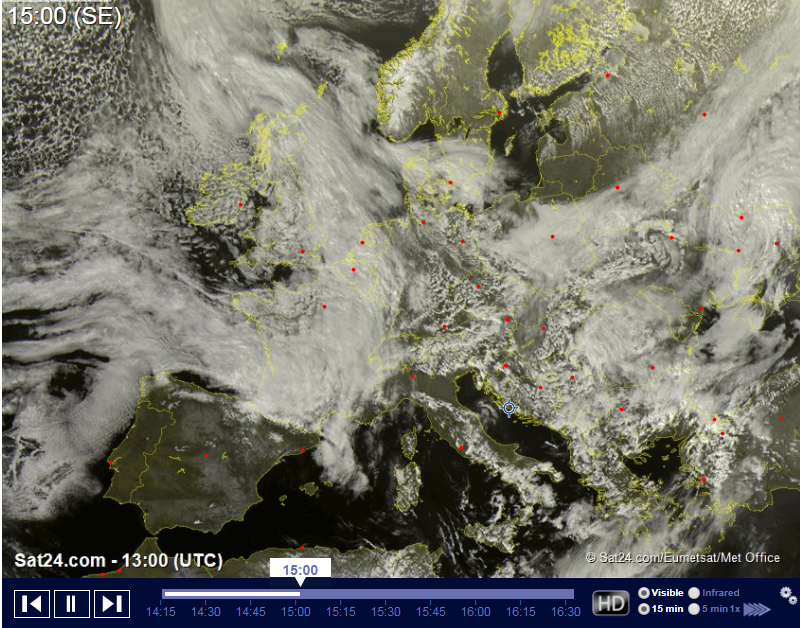 15:00 (SE)
Sat24.com - 13:00 (UTC)
© Sat24.com/Eumetsat/Met Office
15:00
14:15 14:30 14:45 15:00 15:15 15:30 15:45 16:00 16:15 16:30
HD
Visible Infrared
15 min 5 min 1x